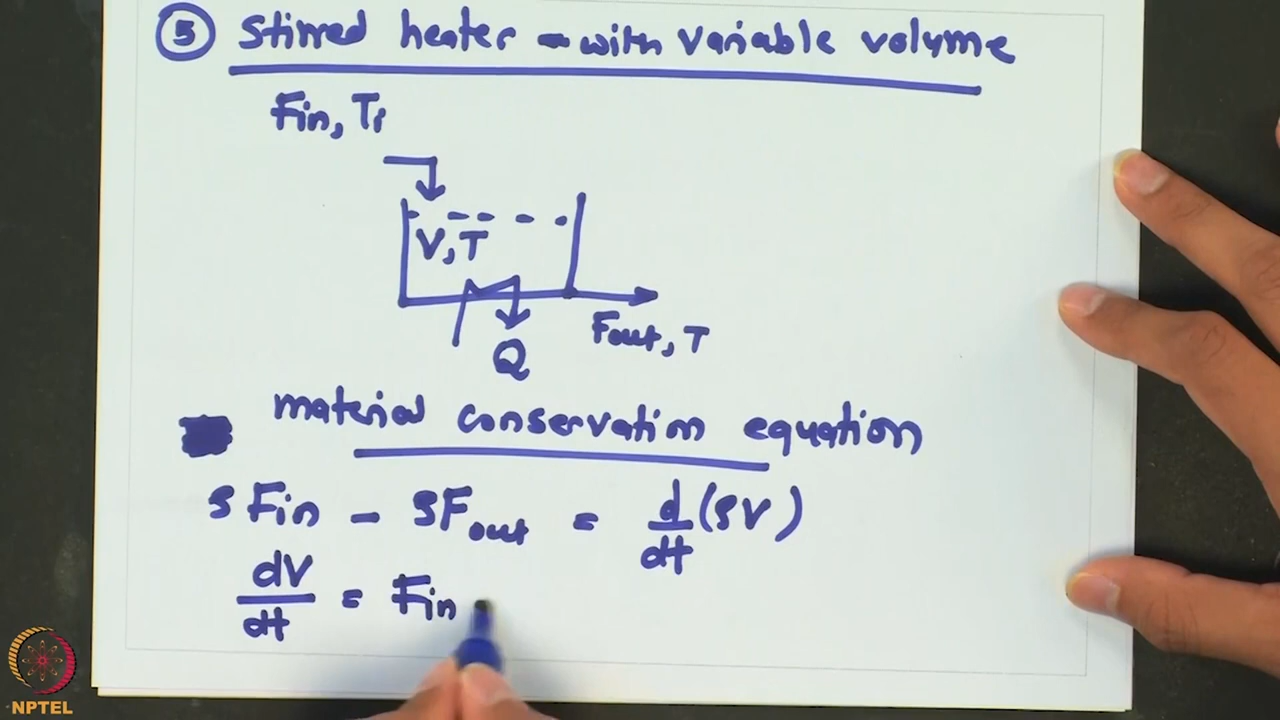 5 Stirred heater - with variable volume
Fin, Ti
V, T
Fout, T
Q
material conservation equation
ρFin - ρFout = d/dt (ρV)
dV/dt = Fin
NPTEL